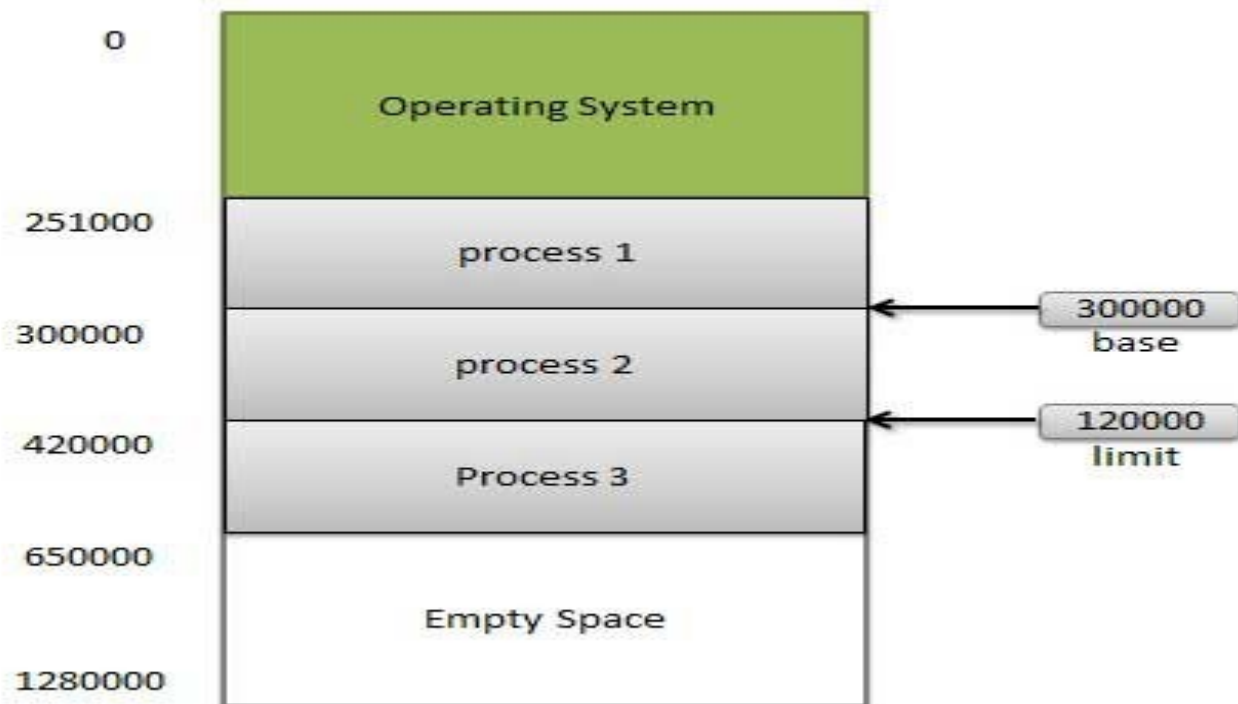 0
Operating System
251000
process 1
300000
base
300000
process 2
120000
limit
420000
Process 3
650000
Empty Space
1280000